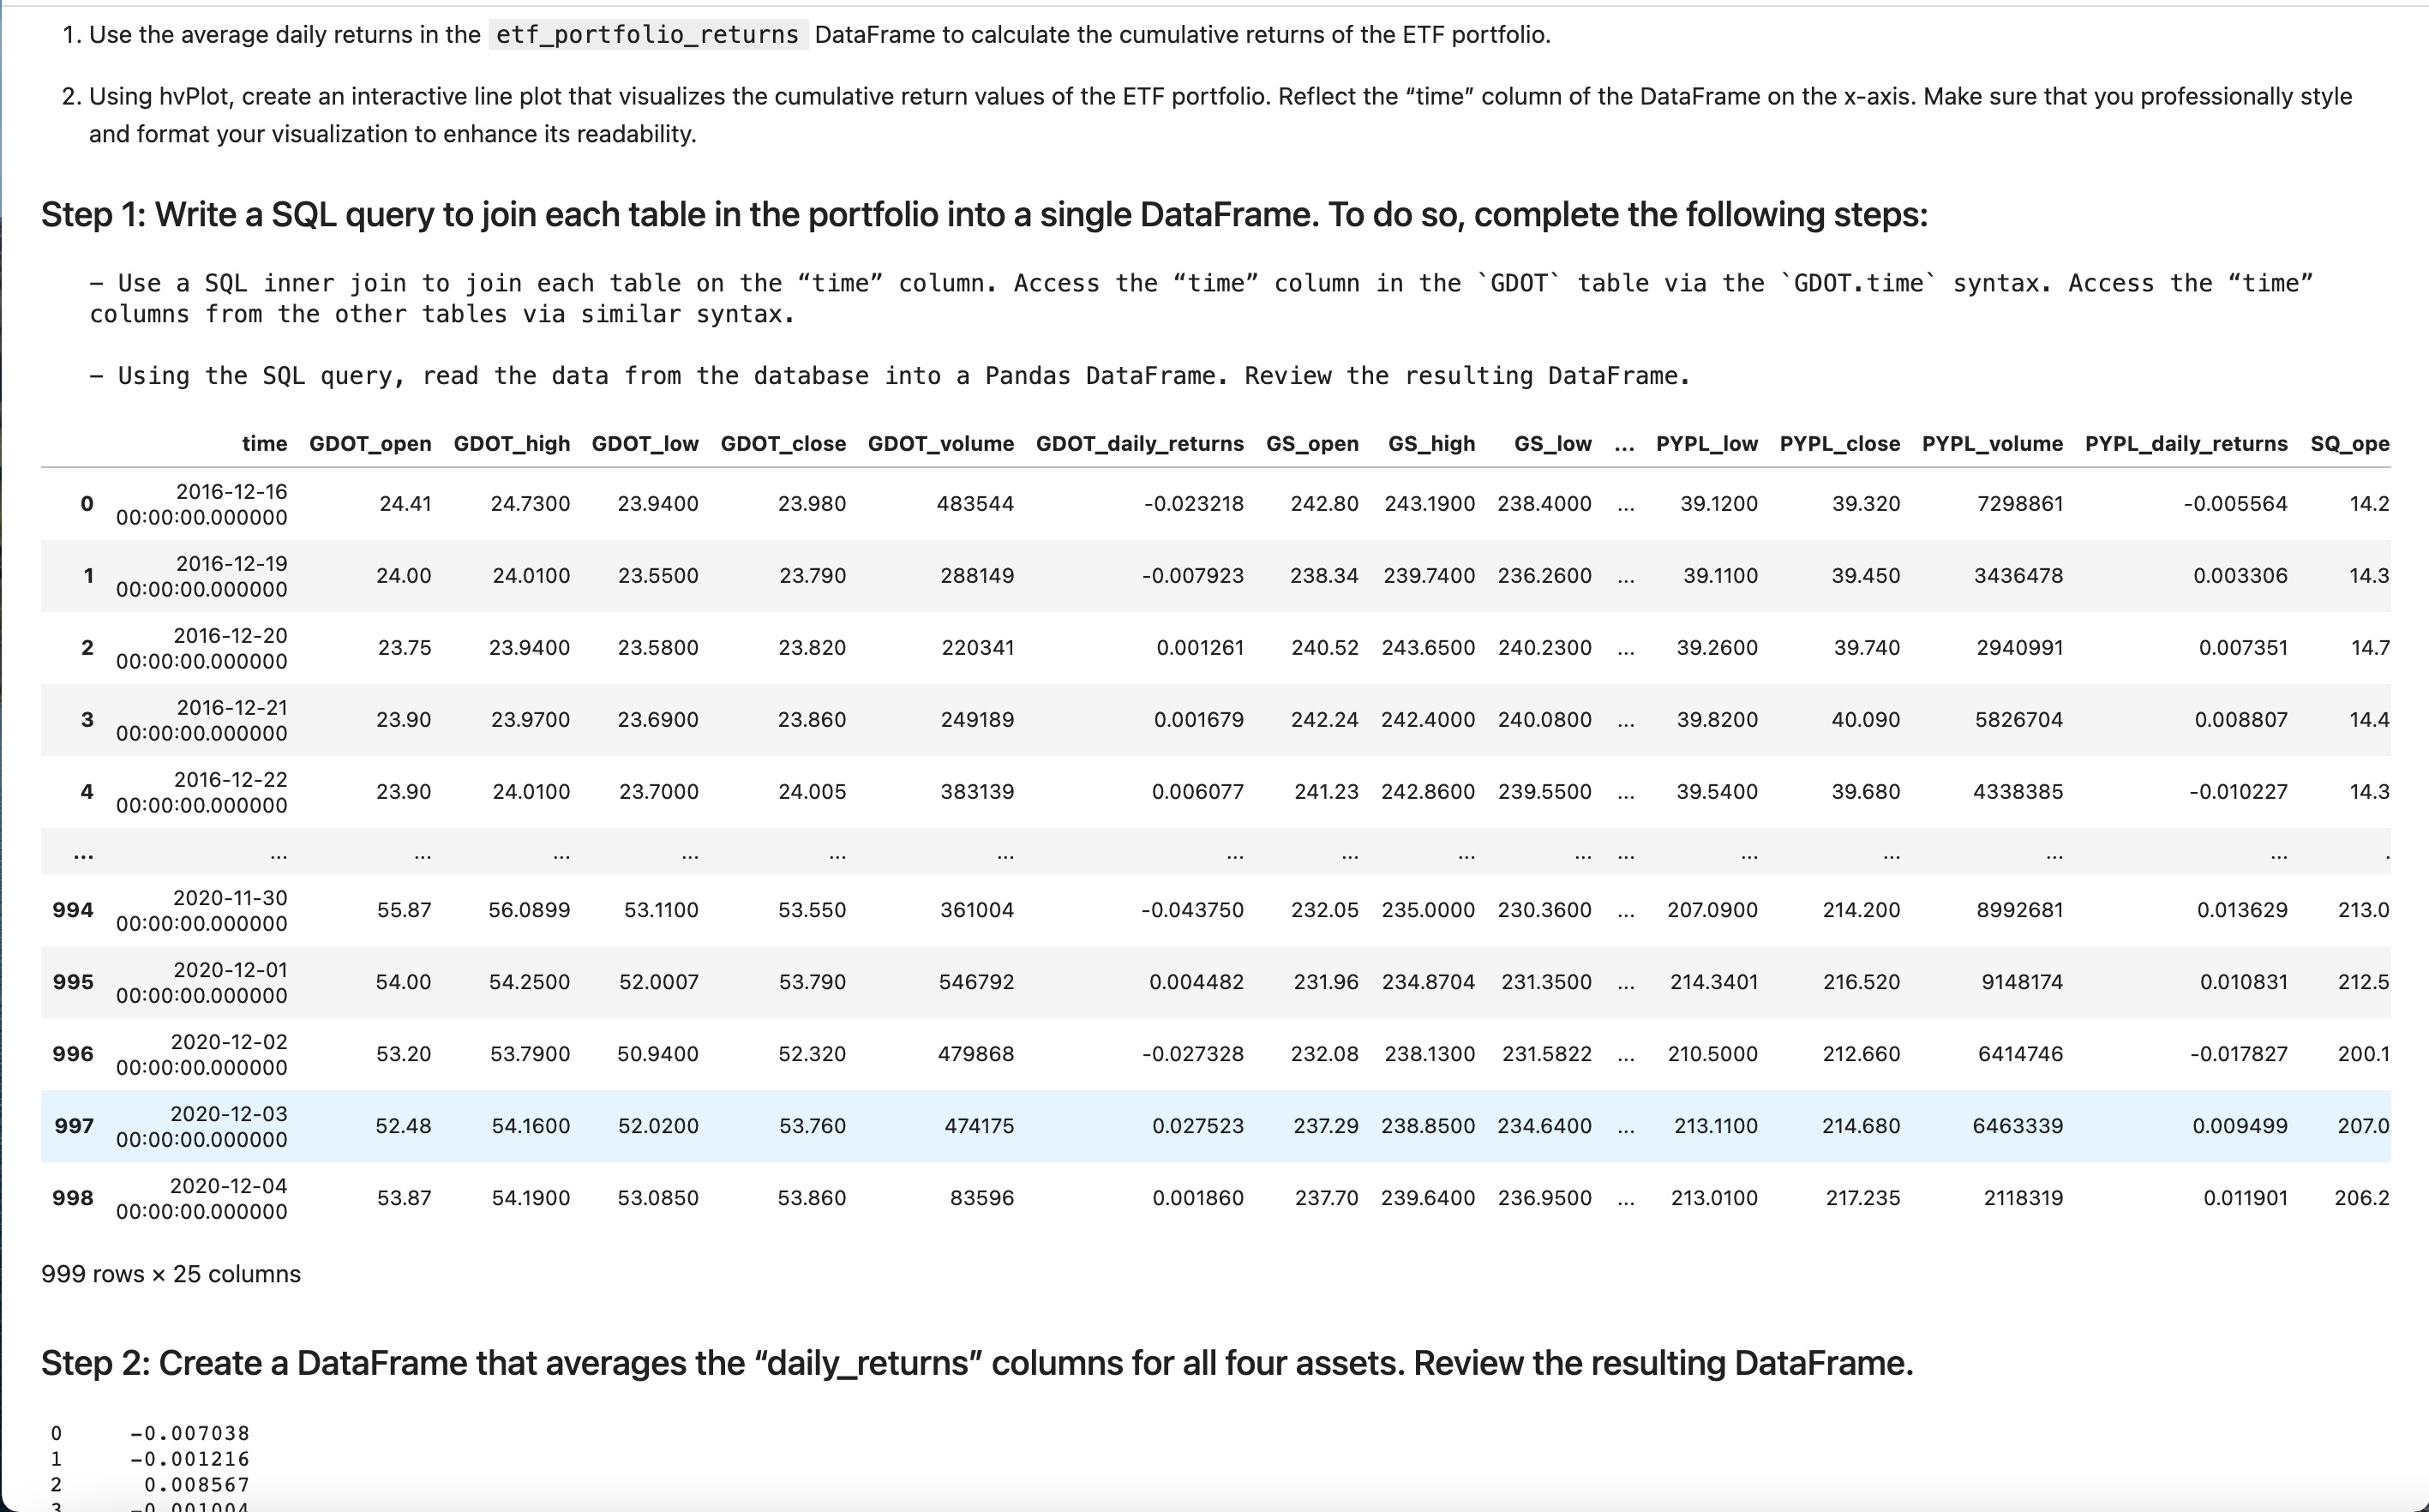 1. Use the average daily returns in the etf_portfolio_returns DataFrame to calculate the cumulative returns of the ETF portfolio.
2. Using hvPlot, create an interactive line plot that visualizes the cumulative return values of the ETF portfolio. Reflect the “time” column of the DataFrame on the x-axis. Make sure that you professionally style
and format your visualization to enhance its readability.
Step 1: Write a SQL query to join each table in the portfolio into a single DataFrame. To do so, complete the following steps:
– Use a SQL inner join to join each table on the “time” column. Access the “time” column in the `GDOT` table via the `GDOT.time` syntax. Access the “time”
columns from the other tables via similar syntax.
– Using the SQL query, read the data from the database into a Pandas DataFrame. Review the resulting DataFrame.
time GDOT_open GDOT_high GDOT_low GDOT_close GDOT_volume GDOT_daily_returns GS_open GS_high GS_low ... PYPL_low PYPL_close PYPL_volume PYPL_daily_returns SQ_ope
0 2016-12-16 00:00:00.000000 24.41 24.7300 23.9400 23.980 483544 -0.023218 242.80 243.1900 238.4000 ... 39.1200 39.320 7298861 -0.005564 14.2
1 2016-12-19 00:00:00.000000 24.00 24.0100 23.5500 23.790 288149 -0.007923 238.34 239.7400 236.2600 ... 39.1100 39.450 3436478 0.003306 14.3
2 2016-12-20 00:00:00.000000 23.75 23.9400 23.5800 23.820 220341 0.001261 240.52 243.6500 240.2300 ... 39.2600 39.740 2940991 0.007351 14.7
3 2016-12-21 00:00:00.000000 23.90 23.9700 23.6900 23.860 249189 0.001679 242.24 242.4000 240.0800 ... 39.8200 40.090 5826704 0.008807 14.4
4 2016-12-22 00:00:00.000000 23.90 24.0100 23.7000 24.005 383139 0.006077 241.23 242.8600 239.5500 ... 39.5400 39.680 4338385 -0.010227 14.3
... ... ... ... ... ... ... ... ... ... ... ... ... ... ... ... .
994 2020-11-30 00:00:00.000000 55.87 56.0899 53.1100 53.550 361004 -0.043750 232.05 235.0000 230.3600 ... 207.0900 214.200 8992681 0.013629 213.0
995 2020-12-01 00:00:00.000000 54.00 54.2500 52.0007 53.790 546792 0.004482 231.96 234.8704 231.3500 ... 214.3401 216.520 9148174 0.010831 212.5
996 2020-12-02 00:00:00.000000 53.20 53.7900 50.9400 52.320 479868 -0.027328 232.08 238.1300 231.5822 ... 210.5000 212.660 6414746 -0.017827 200.1
997 2020-12-03 00:00:00.000000 52.48 54.1600 52.0200 53.760 474175 0.027523 237.29 238.8500 234.6400 ... 213.1100 214.680 6463339 0.009499 207.0
998 2020-12-04 00:00:00.000000 53.87 54.1900 53.0850 53.860 83596 0.001860 237.70 239.6400 236.9500 ... 213.0100 217.235 2118319 0.011901 206.2
999 rows × 25 columns
Step 2: Create a DataFrame that averages the “daily_returns” columns for all four assets. Review the resulting DataFrame.
0 -0.007038
1 -0.001216
2 0.008567
3 -0.001004